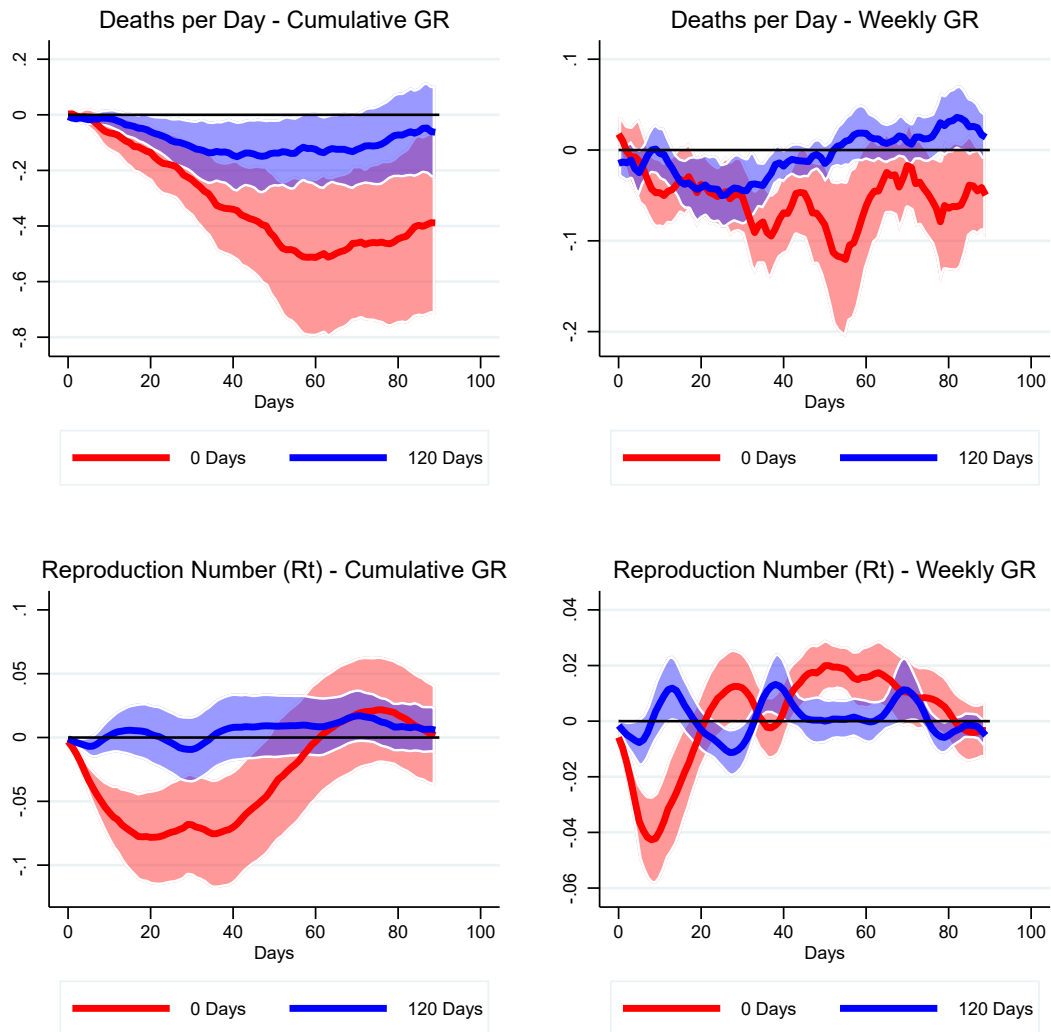 Deaths per Day - Cumulative GR
.2
0
-.2
-.4
-.6
-.8
0 20 40 60 80 100
Days
0 Days 120 Days
Deaths per Day - Weekly GR
.1
0
-.1
-.2
0 20 40 60 80 100
Days
0 Days 120 Days
Reproduction Number (Rt) - Cumulative GR
.1
.05
0
-.05
-.1
0 20 40 60 80 100
Days
0 Days 120 Days
Reproduction Number (Rt) - Weekly GR
.04
.02
0
-.02
-.04
-.06
0 20 40 60 80 100
Days
0 Days 120 Days